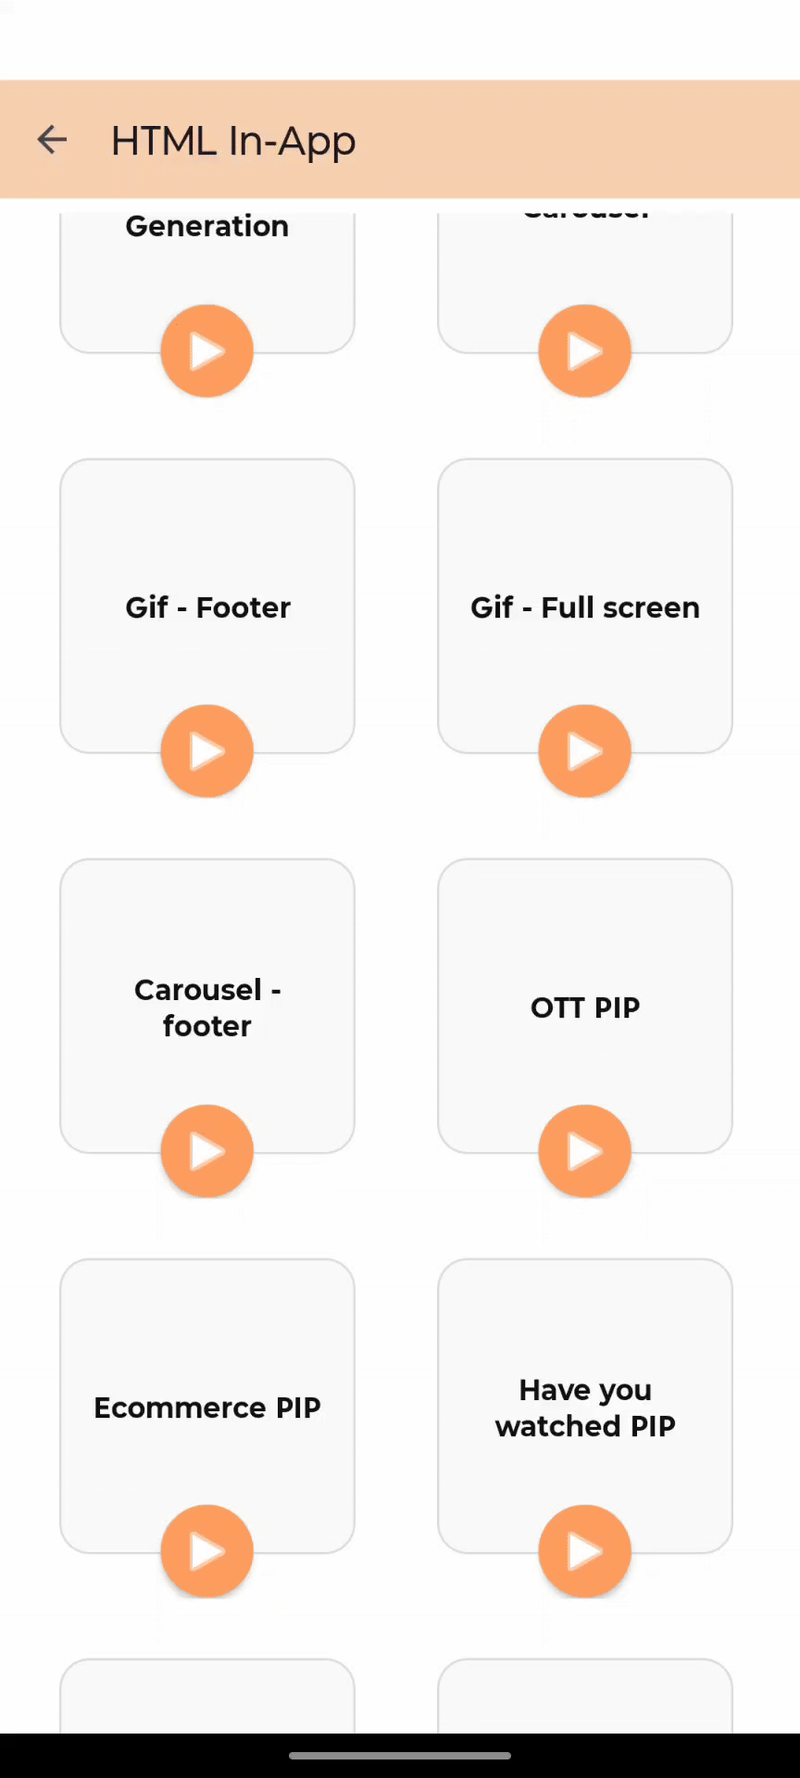 HTML In-App
Generation
Carousel
Gif - Footer
Gif - Full screen
Carousel -
footer
OTT PIP
Ecommerce PIP
Have you
watched PIP